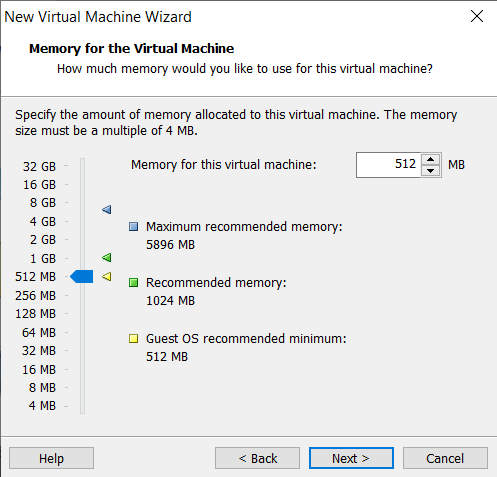 New Virtual Machine Wizard
Memory for the Virtual Machine
How much memory would you like to use for this virtual machine?
Specify the amount of memory allocated to this virtual machine. The memory
size must be a multiple of 4 MB.
Memory for this virtual machine: 512 MB
32 GB
16 GB
8 GB
4 GB
2 GB
1 GB
512 MB
256 MB
128 MB
64 MB
32 MB
16 MB
8 MB
4 MB
Maximum recommended memory:
5896 MB
Recommended memory:
1024 MB
Guest OS recommended minimum:
512 MB
Help
< Back
Next >
Cancel